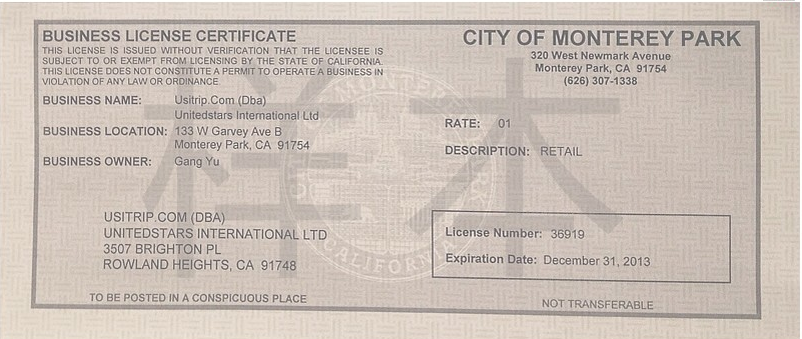 BUSINESS LICENSE CERTIFICATE
THIS LICENSE IS ISSUED WITHOUT VERIFICATION THAT THE LICENSEE IS
SUBJECT TO OR EXEMPT FROM LICENSING BY THE STATE OF CALIFORNIA.
THIS LICENSE DOES NOT CONSTITUTE A PERMIT TO OPERATE A BUSINESS IN
VIOLATION OF ANY LAW OR ORDINANCE.
BUSINESS NAME: Usitrip.Com (Dba)
Unitedstars International Ltd
BUSINESS LOCATION: 133 W Garvey Ave B
Monterey Park, CA 91754
BUSINESS OWNER: Gang Yu
CITY OF MONTEREY PARK
320 West Newmark Avenue
Monterey Park, CA 91754
(626) 307-1338
RATE: 01
DESCRIPTION: RETAIL
样本
MONTEREY PARK
CALIFORNIA
USITRIP.COM (DBA)
UNITEDSTARS INTERNATIONAL LTD
3507 BRIGHTON PL
ROWLAND HEIGHTS, CA 91748
License Number: 36919
Expiration Date: December 31, 2013
TO BE POSTED IN A CONSPICUOUS PLACE
NOT TRANSFERABLE